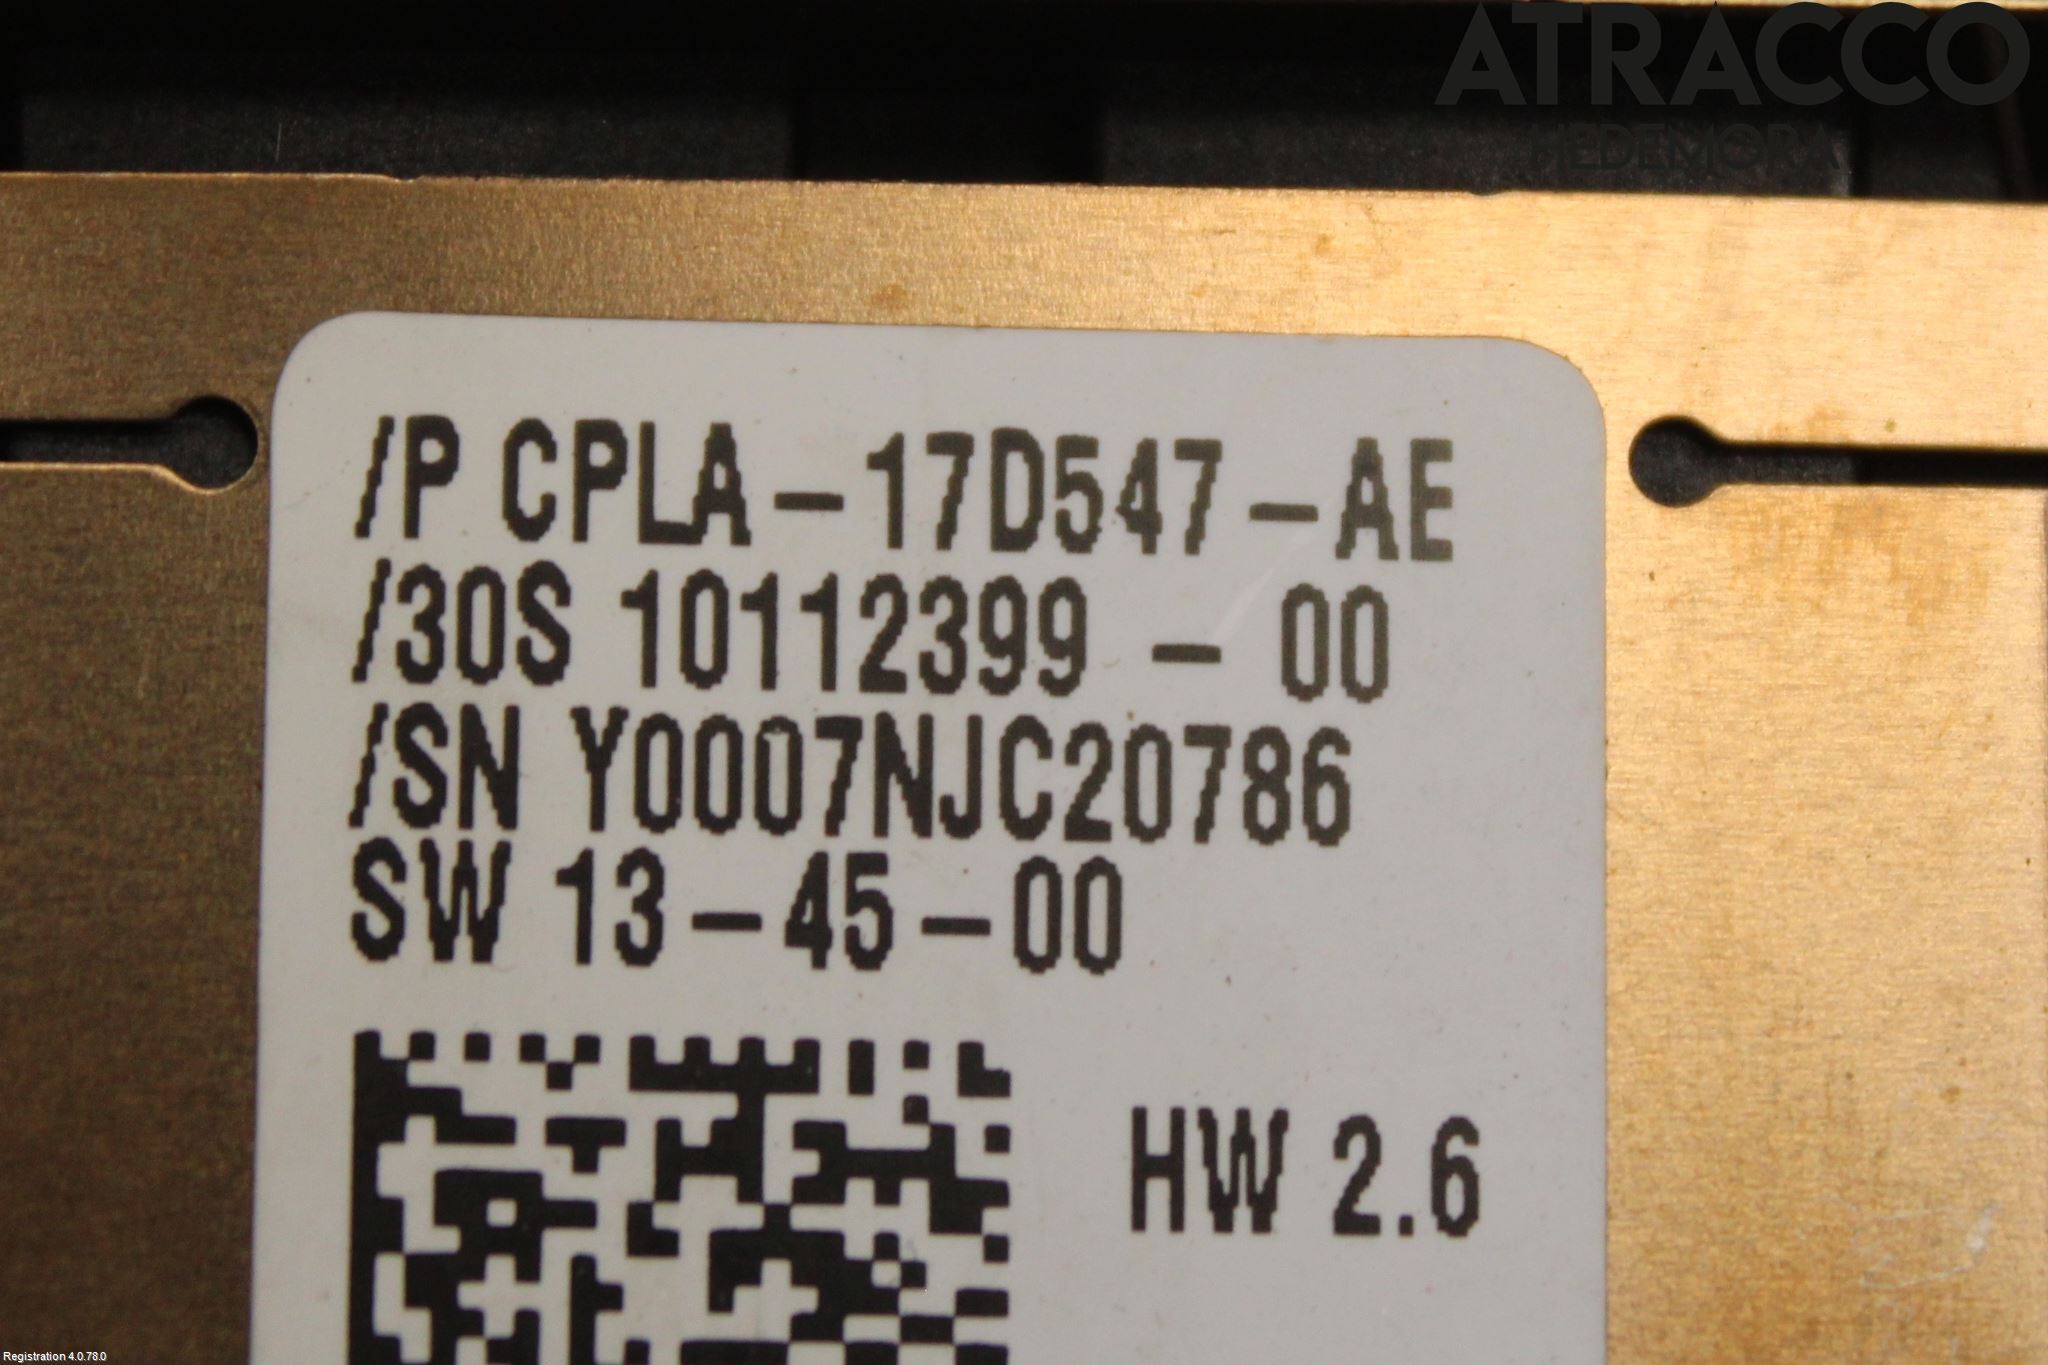 ATRACCO
HEDEMORA
/P CPLA-17D547-AE
/30S 10112399 - 00
/SN Y0007NJC20786
SW 13-45-00
HW 2.6
Registration 4.0.78.0